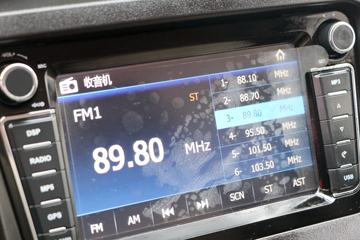 收音机
FM1
ST
89.80 MHz
1- 88.10 MHz
2- 88.70 MHz
3- 89.80 MHz
4- 95.50 MHz
5- 101.50 MHz
6- 103.50 MHz
FM AM SCN ST AST
DSP
RADIO
MP5
GPS
MP3
USB